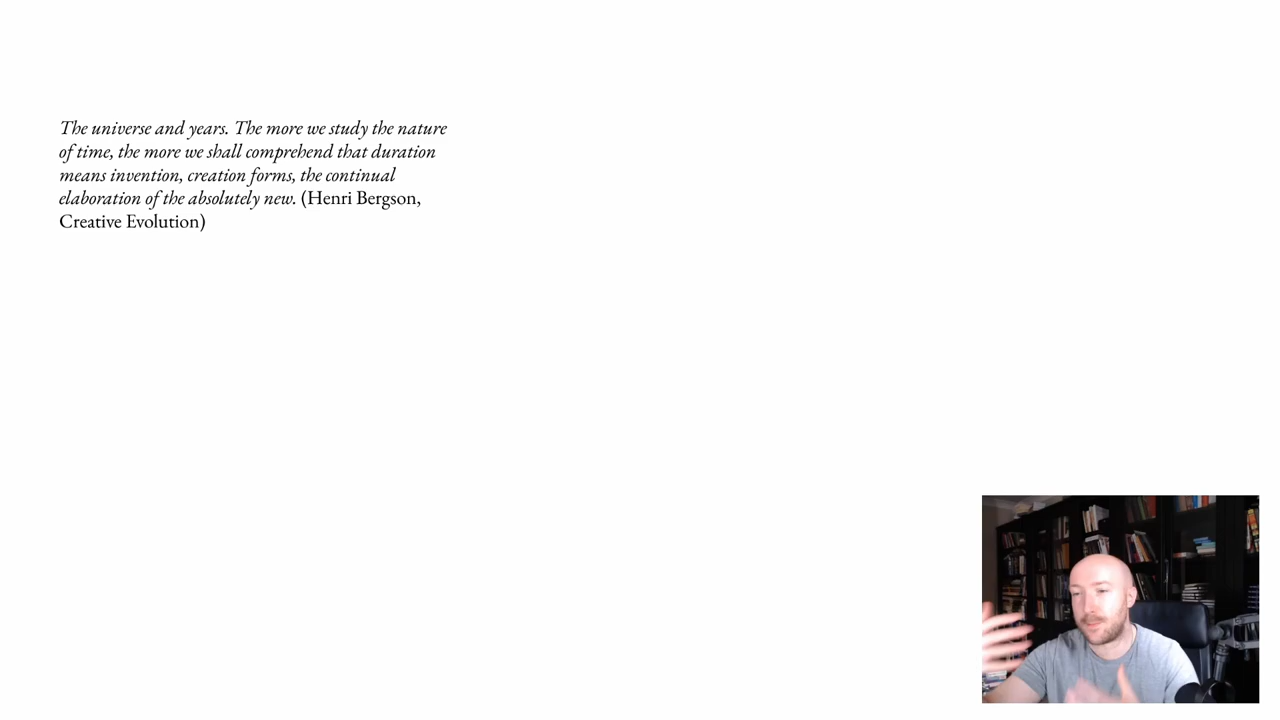 The universe and years. The more we study the nature
of time, the more we shall comprehend that duration
means invention, creation forms, the continual
elaboration of the absolutely new. (Henri Bergson,
Creative Evolution)